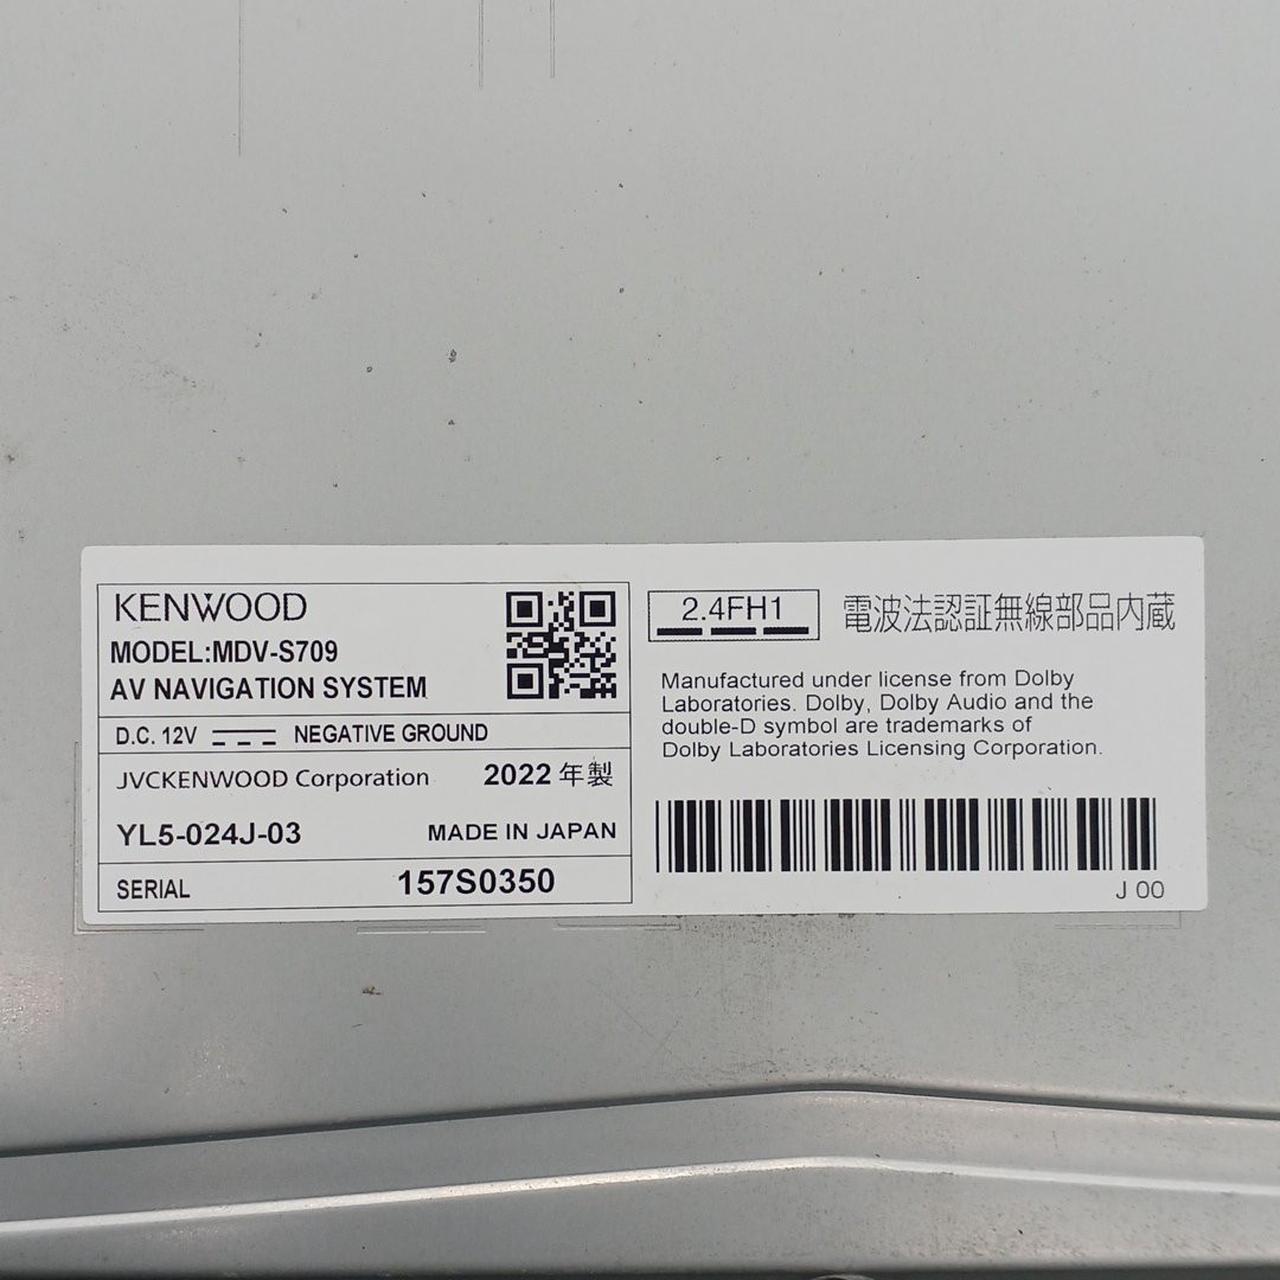 KENWOOD
MODEL:MDV-S709
AV NAVIGATION SYSTEM
D.C. 12V NEGATIVE GROUND
JVCKENWOOD Corporation 2022 年製
YL5-024J-03 MADE IN JAPAN
SERIAL 157S0350
2.4FH1 電波法認証無線部品内蔵
Manufactured under license from Dolby
Laboratories. Dolby, Dolby Audio and the
double-D symbol are trademarks of
Dolby Laboratories Licensing Corporation.
J 00